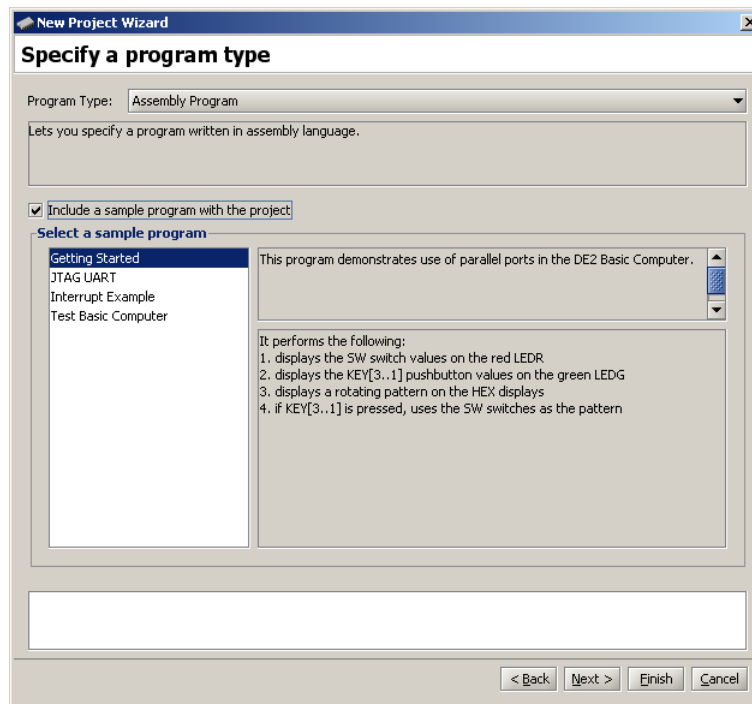 New Project Wizard
Specify a program type
Program Type: Assembly Program
Lets you specify a program written in assembly language.
Include a sample program with the project
Select a sample program
Getting Started
JTAG UART
Interrupt Example
Test Basic Computer
This program demonstrates use of parallel ports in the DE2 Basic Computer.
It performs the following:
1. displays the SW switch values on the red LEDR
2. displays the KEY[3..1] pushbutton values on the green LEDG
3. displays a rotating pattern on the HEX displays
4. if KEY[3..1] is pressed, uses the SW switches as the pattern
< Back Next > Finish Cancel